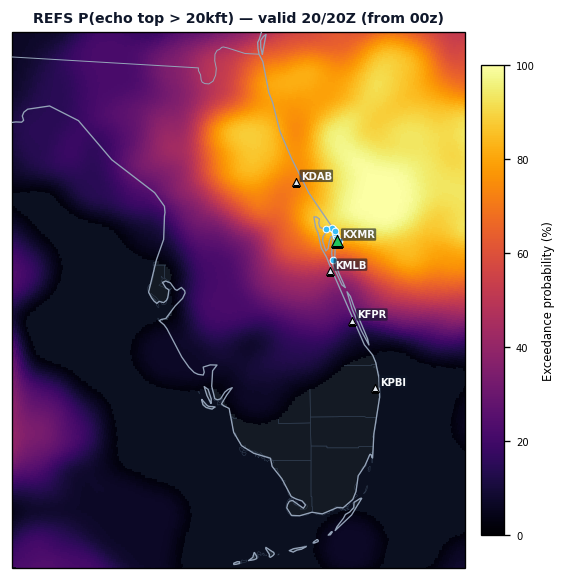 REFS P(echo top > 20kft) — valid 20/20Z (from 00z)
KDAB
KXMR
KMLB
KFPR
KPBI
100
80
60
40
20
0
Exceedance probability (%)